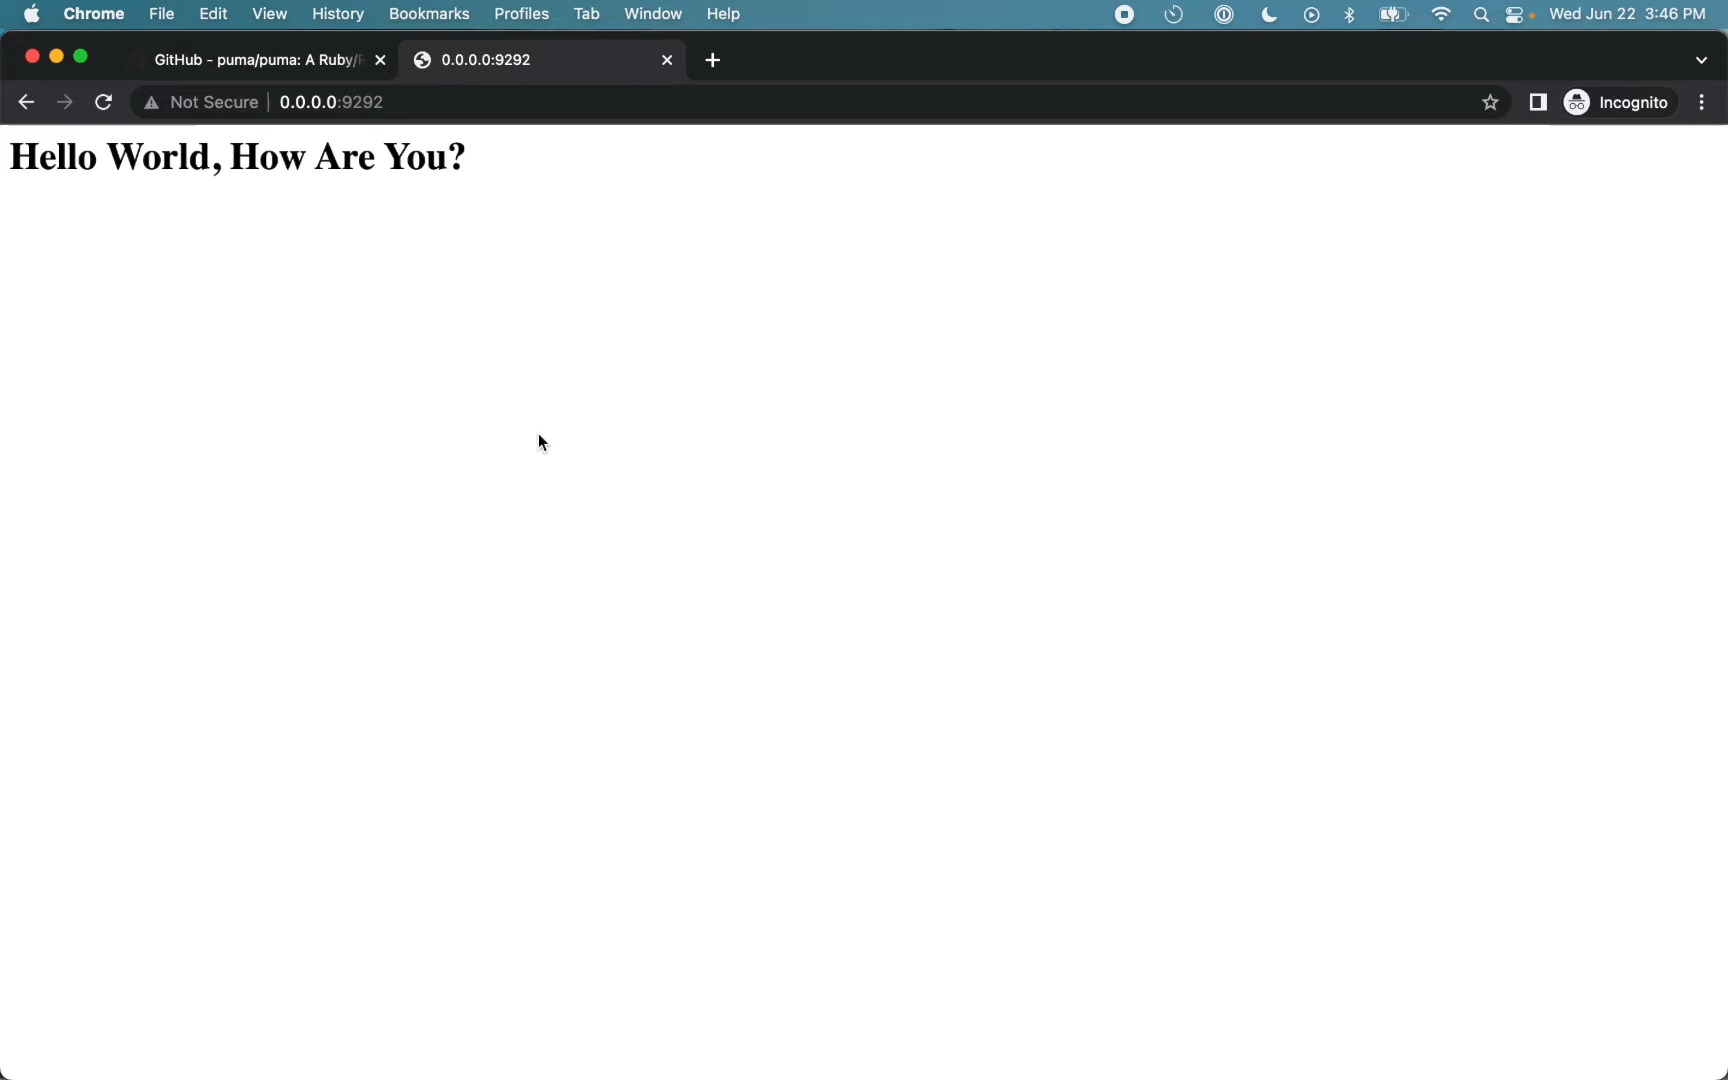 Chrome File Edit View History Bookmarks Profiles Tab Window Help Wed Jun 22 3:46 PM
GitHub - puma/puma: A Ruby/ 0.0.0.0:9292
Not Secure 0.0.0.0:9292 Incognito
Hello World, How Are You?